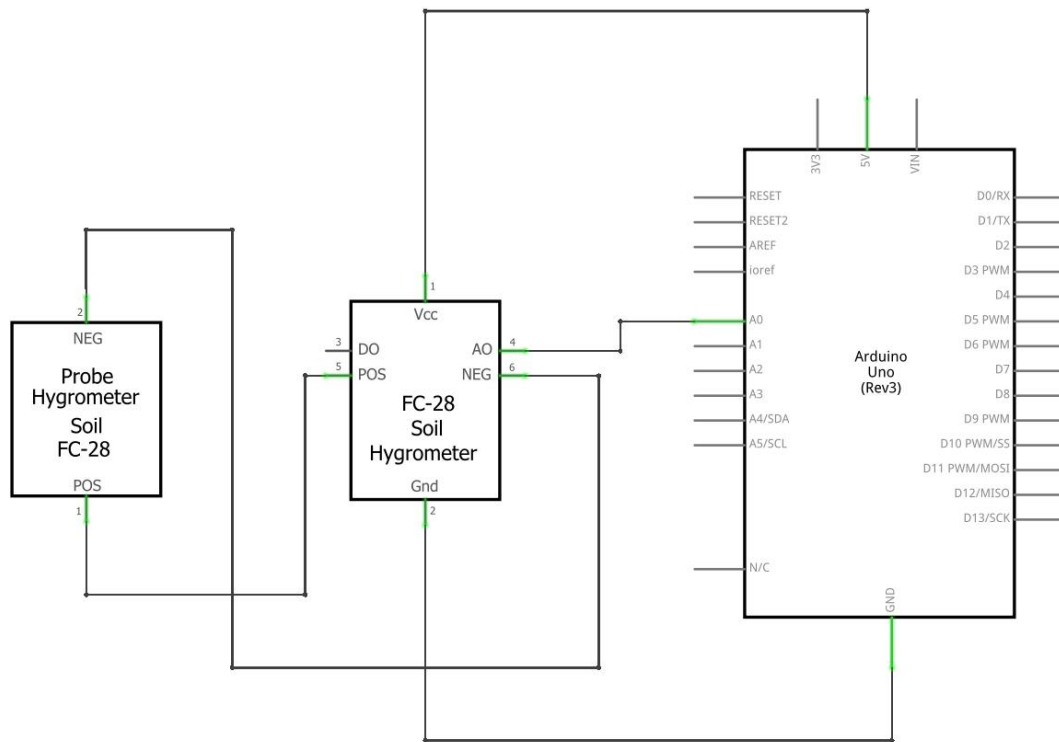 2
NEG
Probe
Hygrometer
Soil
FC-28
POS
1
1
Vcc
3 DO
AO 4
5 POS
NEG 6
FC-28
Soil
Hygrometer
Gnd
2
3V3
5V
VIN
RESET
RESET2
AREF
ioref
A0
A1
A2
A3
A4/SDA
A5/SCL
N/C
Arduino
Uno
(Rev3)
D0/RX
D1/TX
D2
D3 PWM
D4
D5 PWM
D6 PWM
D7
D8
D9 PWM
D10 PWM/SS
D11 PWM/MOSI
D12/MISO
D13/SCK
GND